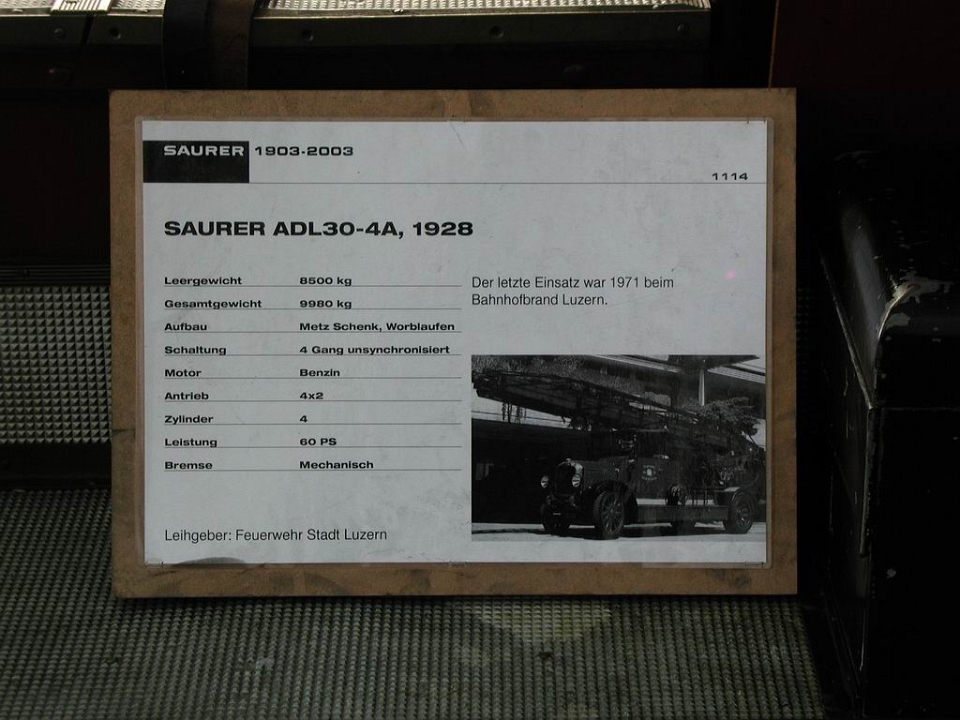 SAURER 1903-2003
1114
SAURER ADL30-4A, 1928
Leergewicht 8500 kg
Gesamtgewicht 9980 kg
Aufbau Metz Schenk, Worblaufen
Schaltung 4 Gang unsynchronisiert
Motor Benzin
Antrieb 4x2
Zylinder 4
Leistung 60 PS
Bremse Mechanisch
Der letzte Einsatz war 1971 beim
Bahnhofbrand Luzern.
Leihgeber: Feuerwehr Stadt Luzern